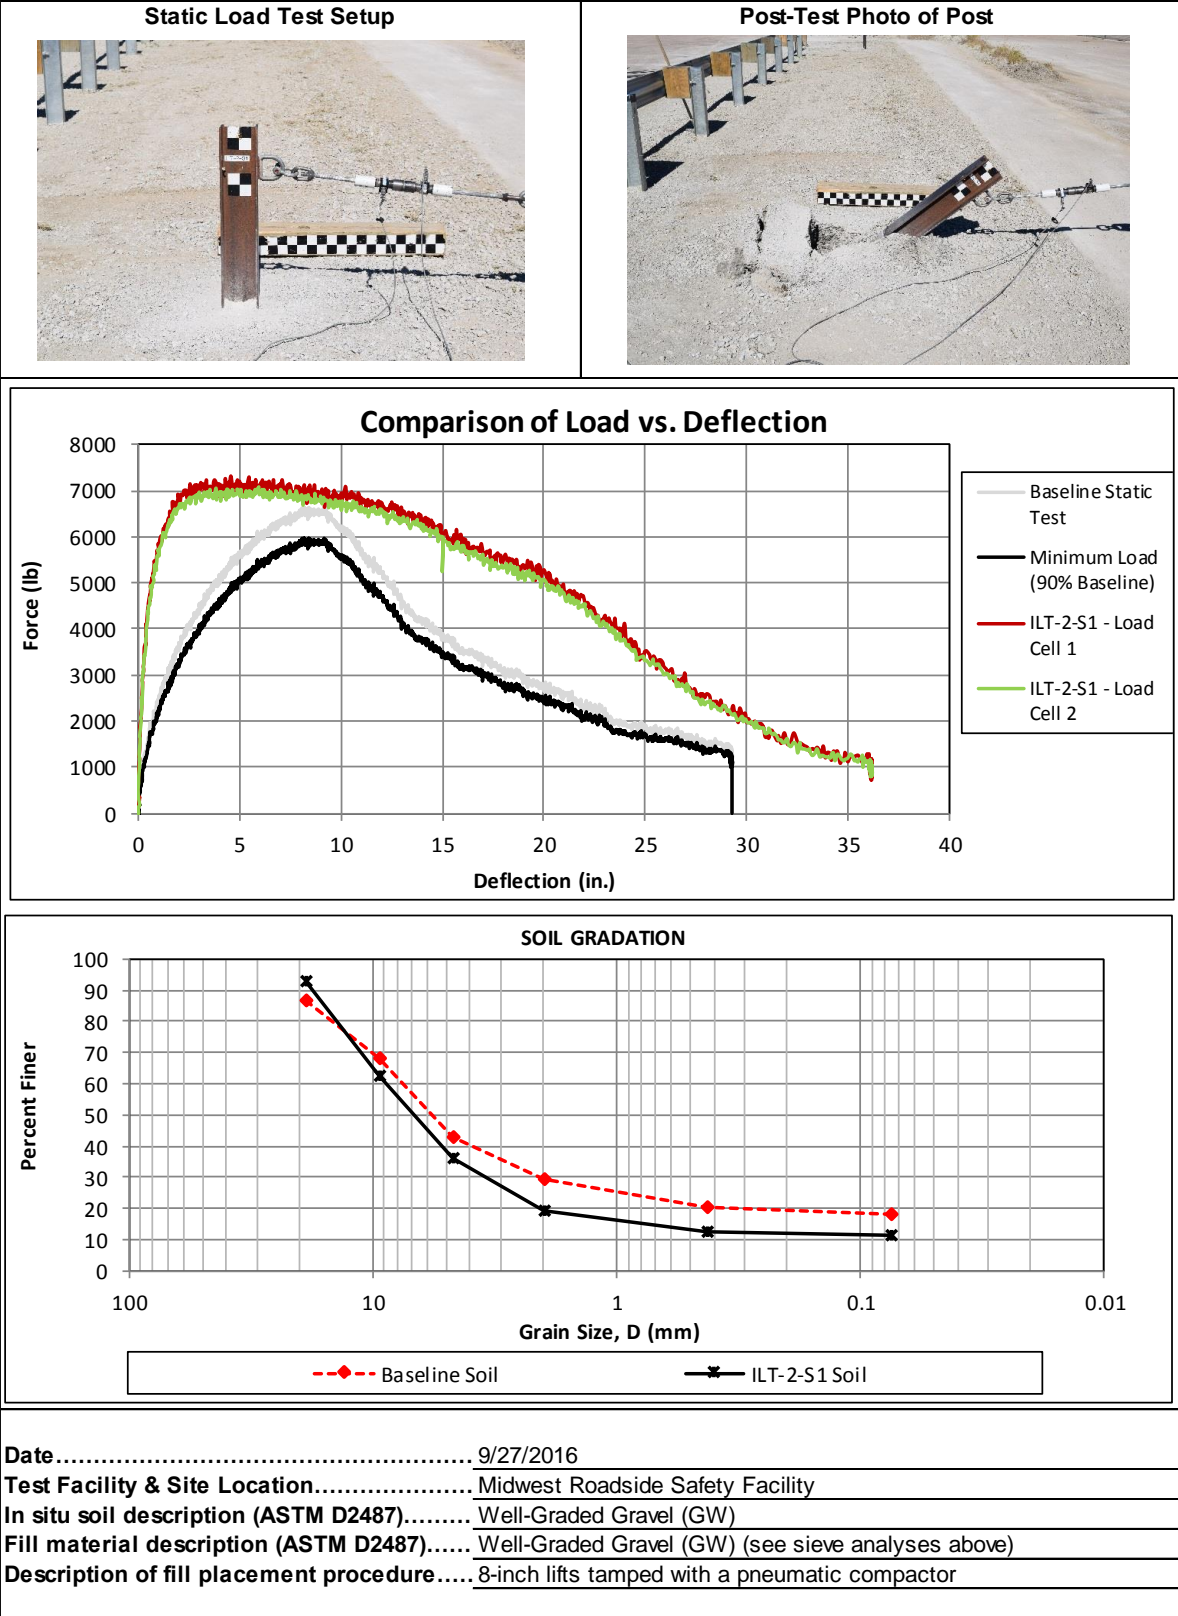 Static Load Test Setup
Post-Test Photo of Post
Comparison of Load vs. Deflection
8000
7000
6000
5000
4000
3000
2000
1000
0
Force (lb)
0 5 10 15 20 25 30 35 40
Deflection (in.)
Baseline Static
Test
Minimum Load
(90% Baseline)
ILT-2-S1 - Load
Cell 1
ILT-2-S1 - Load
Cell 2
SOIL GRADATION
100
90
80
70
60
50
40
30
20
10
0
Percent Finer
100 10 1 0.1 0.01
Grain Size, D (mm)
Baseline Soil
ILT-2-S1 Soil
Date.................................................. 9/27/2016
Test Facility & Site Location..................... Midwest Roadside Safety Facility
In situ soil description (ASTM D2487)........ Well-Graded Gravel (GW)
Fill material description (ASTM D2487)...... Well-Graded Gravel (GW) (see sieve analyses above)
Description of fill placement procedure..... 8-inch lifts tamped with a pneumatic compactor